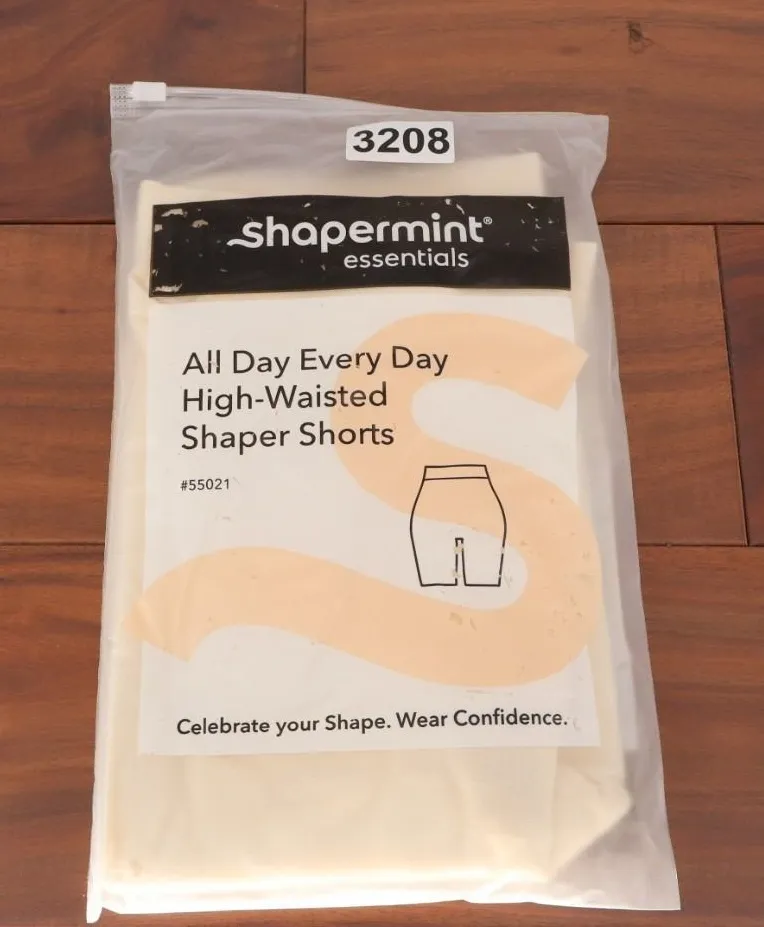 3208
shapermint®
essentials
All Day Every Day
High-Waisted
Shaper Shorts
#55021
Celebrate your Shape. Wear Confidence.